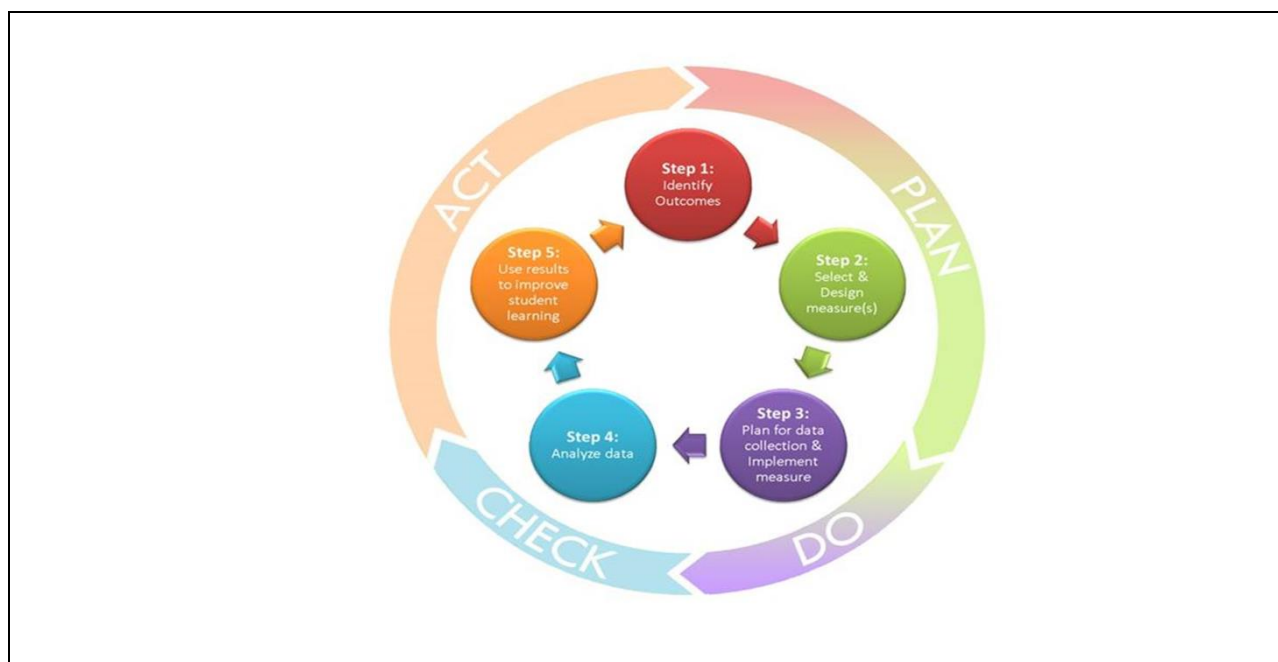 ACT
PLAN
DO
CHECK
Step 1:
Identify
Outcomes
Step 2:
Select &
Design
measure(s)
Step 3:
Plan for data
collection &
Implement
measure
Step 4:
Analyze data
Step 5:
Use results
to improve
student
learning